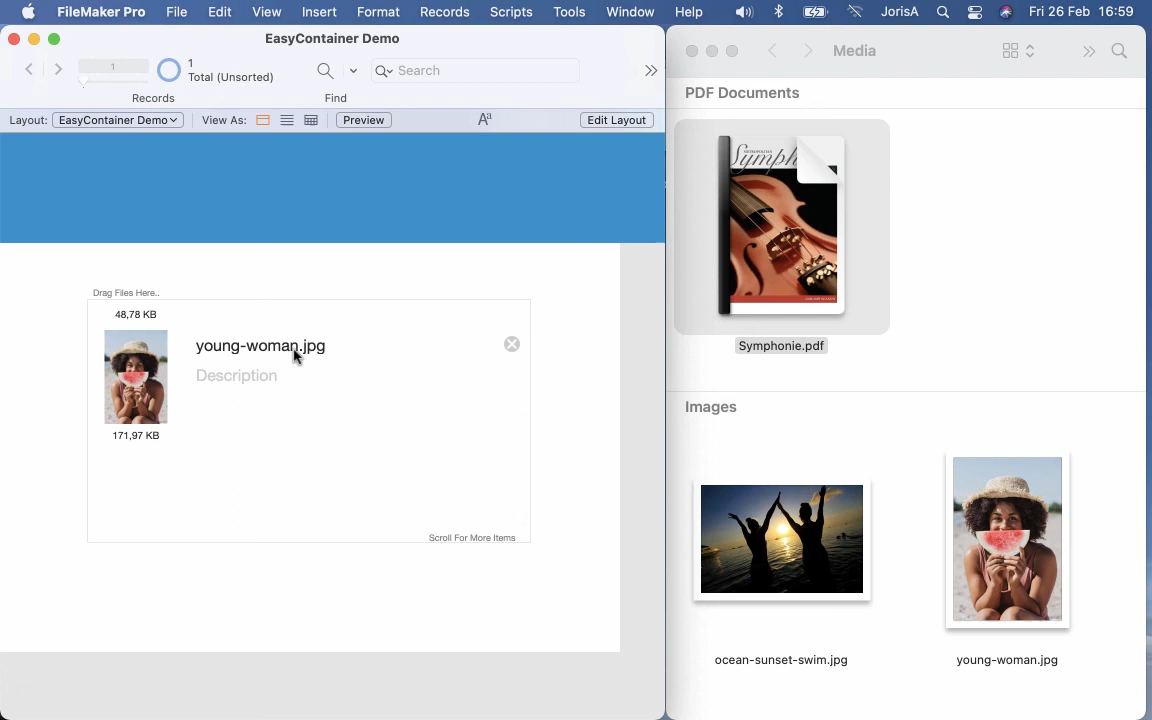 FileMaker Pro File Edit View Insert Format Records Scripts Tools Window Help JorisA Fri 26 Feb 16:59
EasyContainer Demo
1
1
Total (Unsorted)
Search
Records
Find
Layout: EasyContainer Demo View As: Preview Aa Edit Layout
Drag Files Here..
48,78 KB
young-woman.jpg
Description
171,97 KB
Scroll For More Items
Media
PDF Documents
METROPOLITAN
Symph
Symphonie.pdf
Images
ocean-sunset-swim.jpg
young-woman.jpg